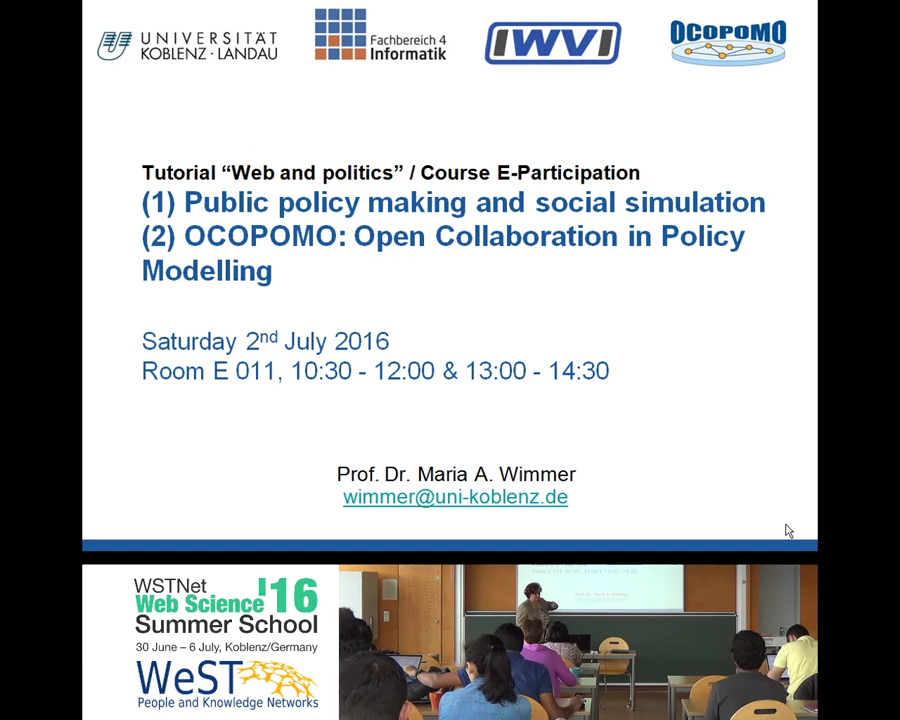 UNIVERSITÄT
KOBLENZ · LANDAU
Fachbereich 4
Informatik
IWVI
OCOPOMO
Tutorial “Web and politics” / Course E-Participation
(1) Public policy making and social simulation
(2) OCOPOMO: Open Collaboration in Policy
Modelling
Saturday 2nd July 2016
Room E 011, 10:30 - 12:00 & 13:00 - 14:30
Prof. Dr. Maria A. Wimmer
wimmer@uni-koblenz.de
WSTNet
Web Science '16
Summer School
30 June – 6 July, Koblenz/Germany
WeST
People and Knowledge Networks